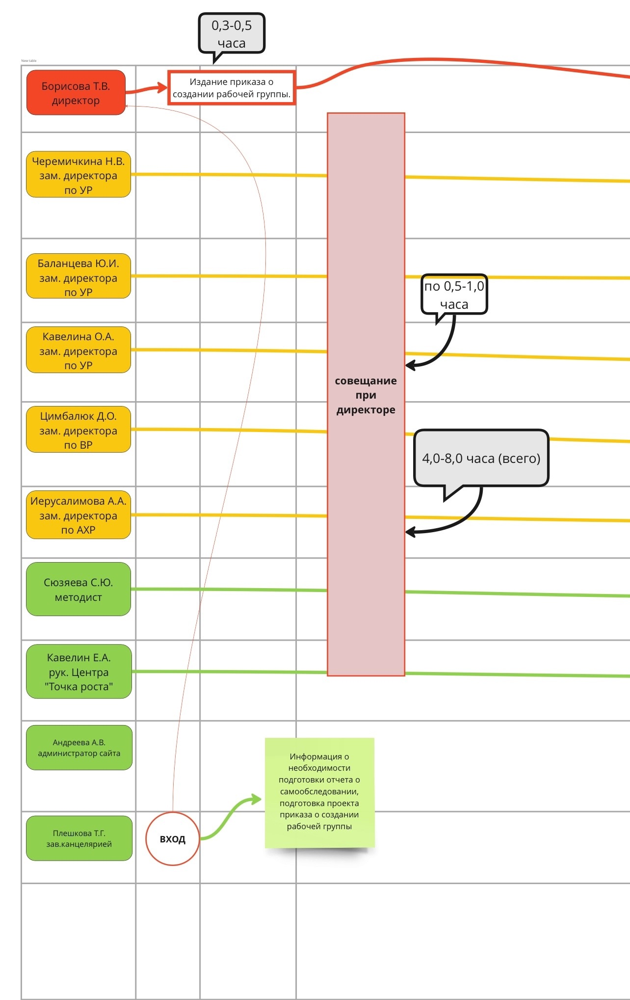 0,3-0,5
часа
New table
Борисова Т.В.
директор
Издание приказа о
создании рабочей группы.
Черемичкина Н.В.
зам. директора
по УР
Баланцева Ю.И.
зам. директора
по УР
по 0,5-1,0
часа
Кавелина О.А.
зам. директора
по УР
совещание
при
директоре
Цимбалюк Д.О.
зам. директора
по ВР
4,0-8,0 часа (всего)
Иерусалимова А.А.
зам. директора
по АХР
Сюзяева С.Ю.
методист
Кавелин Е.А.
рук. Центра
"Точка роста"
Андреева А.В.
администратор сайта
Информация о
необходимости
подготовки отчета о
самообследовании,
подготовка проекта
приказа о создании
рабочей группы
Плешкова Т.Г.
зав.канцелярией
ВХОД